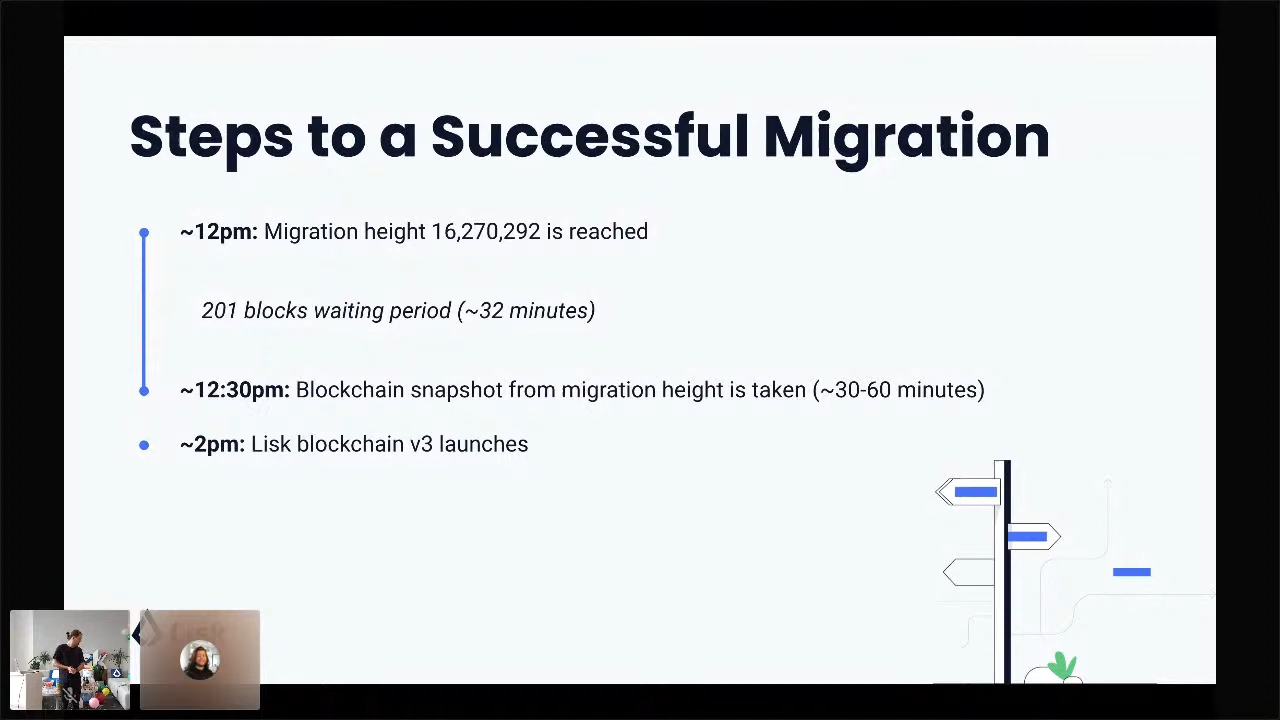 Steps to a Successful Migration
~12pm: Migration height 16,270,292 is reached
201 blocks waiting period (~32 minutes)
~12:30pm: Blockchain snapshot from migration height is taken (~30-60 minutes)
~2pm: Lisk blockchain v3 launches